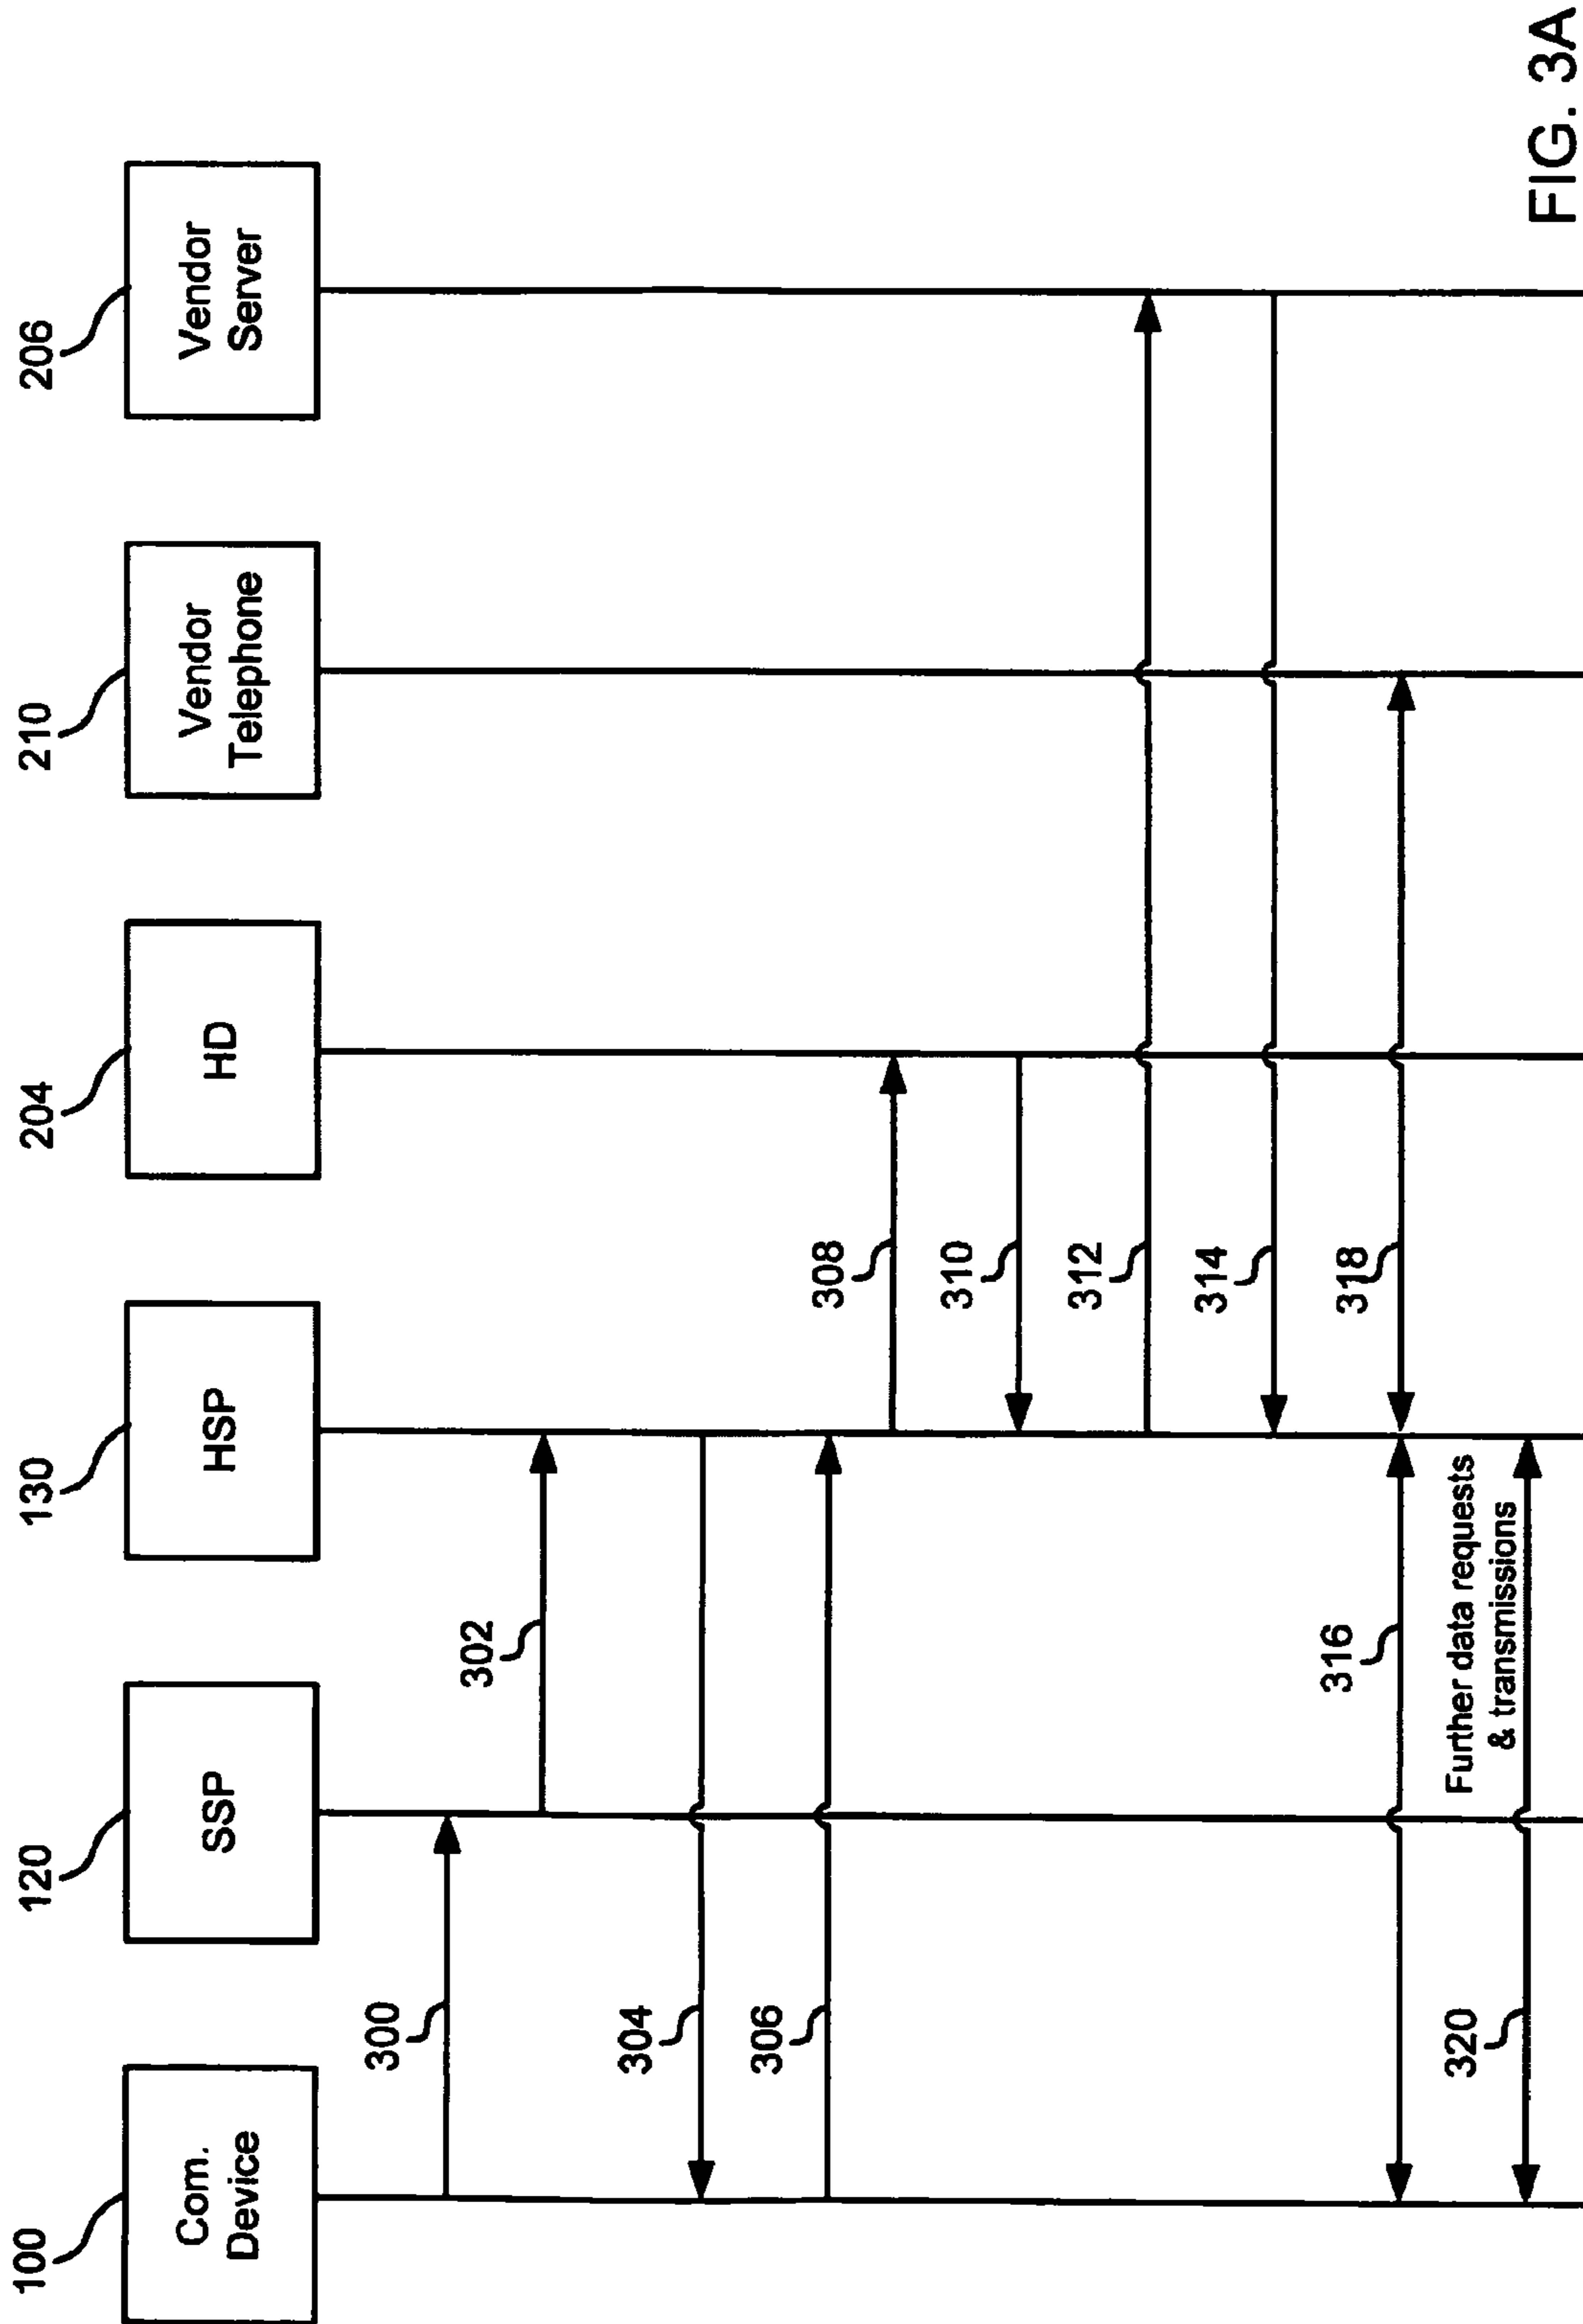 100
120
130
204
210
206
Com.
Device
SSP
HSP
HD
Vendor
Telephone
Vendor
Server
300
302
304
306
308
310
312
314
316
318
Further data requests
& transmissions
320
FIG. 3A